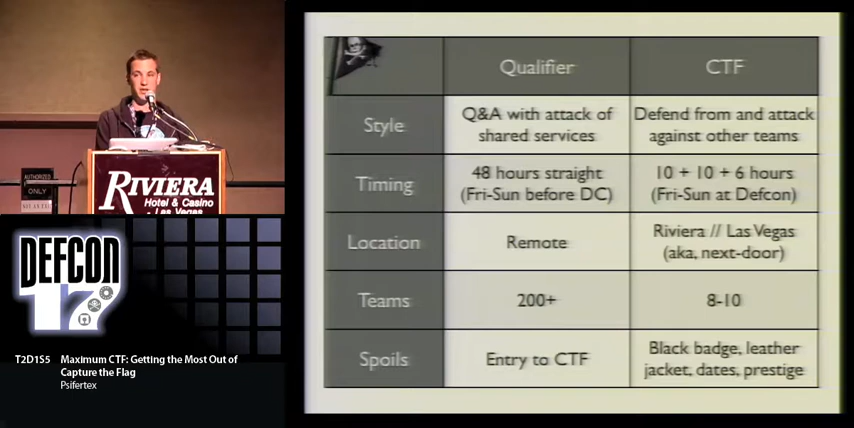 AUTHORIZED
ONLY
RIVIERA
Hotel & Casino
Las Vegas
DEFCON
17
T2D1S5 Maximum CTF: Getting the Most Out of
Capture the Flag
Psifertex
Qualifier CTF
Style
Q&A with attack of
shared services
Defend from and attack
against other teams
Timing
48 hours straight
(Fri-Sun before DC)
10 + 10 + 6 hours
(Fri-Sun at Defcon)
Location
Remote
Riviera // Las Vegas
(aka, next-door)
Teams
200+
8-10
Spoils
Entry to CTF
Black badge, leather
jacket, dates, prestige